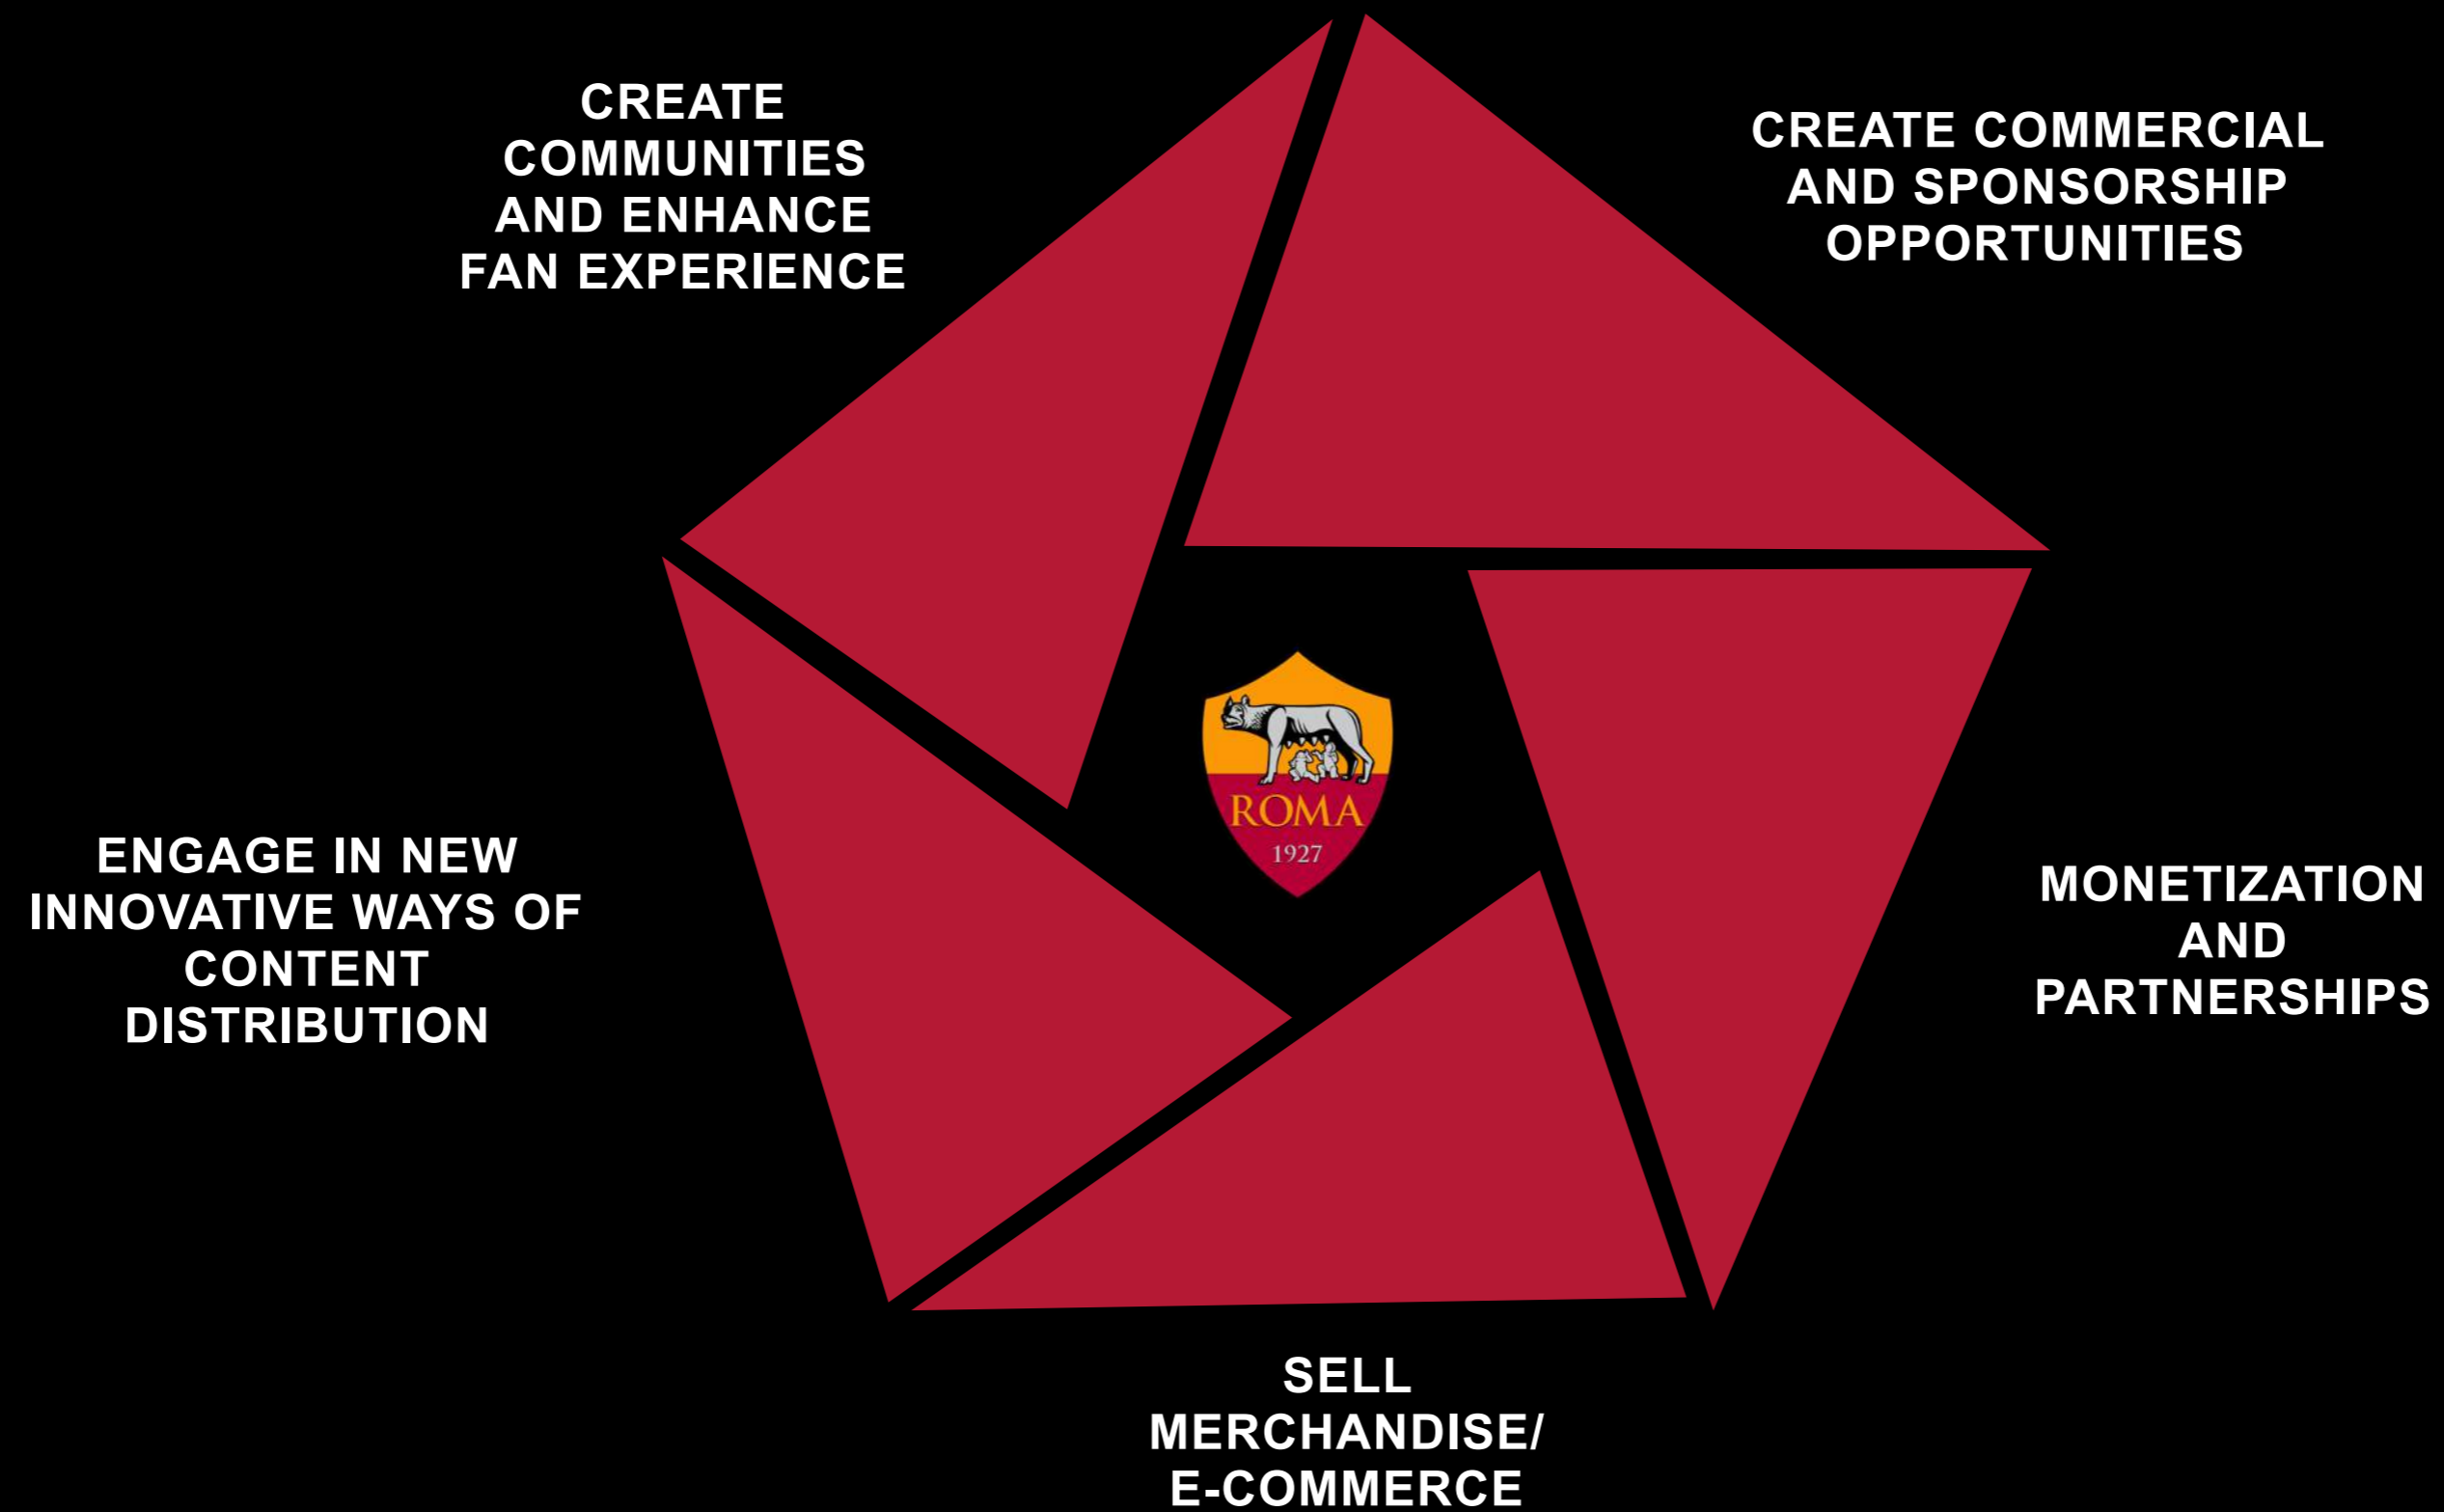 CREATE
COMMUNITIES
AND ENHANCE
FAN EXPERIENCE
CREATE COMMERCIAL
AND SPONSORSHIP
OPPORTUNITIES
ROMA
1927
ENGAGE IN NEW
INNOVATIVE WAYS OF
CONTENT
DISTRIBUTION
MONETIZATION
AND
PARTNERSHIPS
SELL
MERCHANDISE/
E-COMMERCE